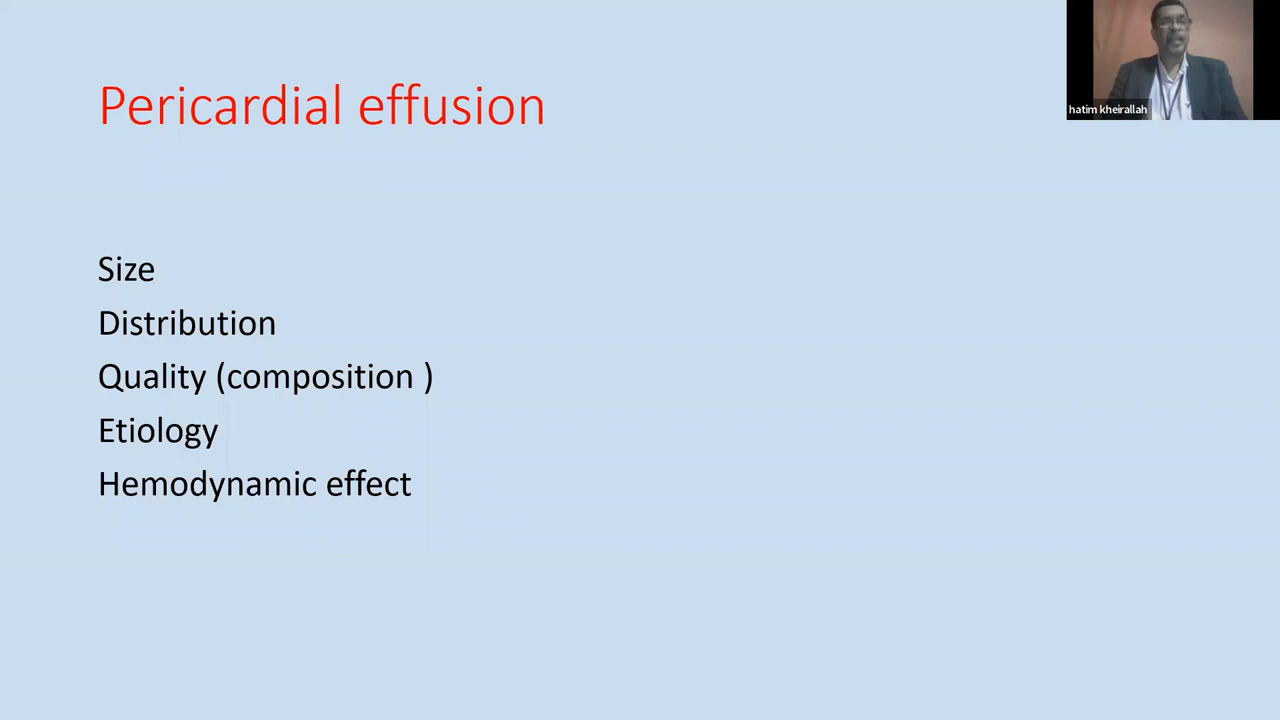 Pericardial effusion
hatim kheirallah
Size
Distribution
Quality (composition )
Etiology
Hemodynamic effect